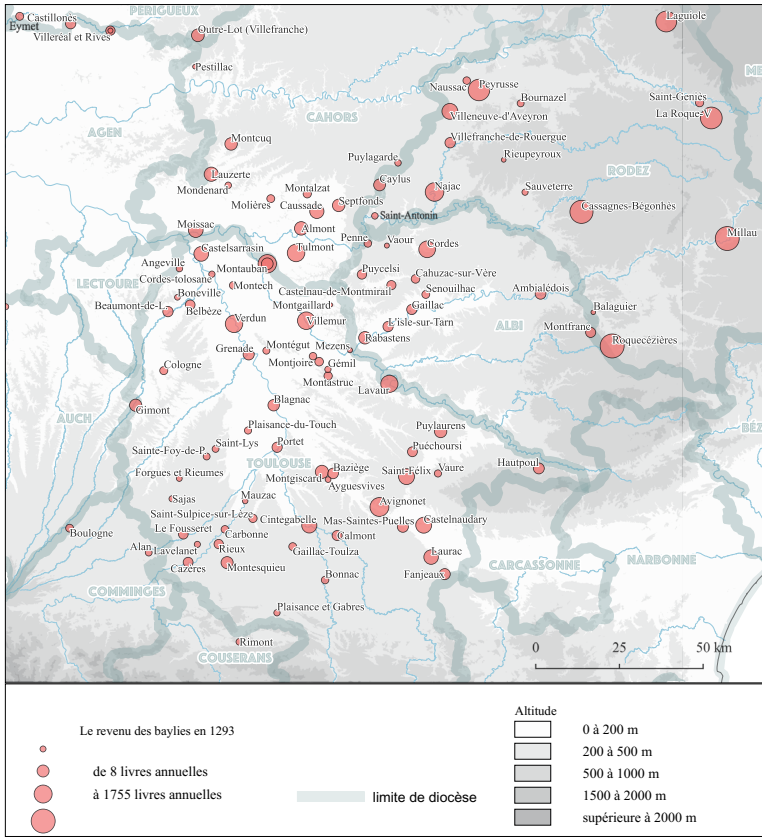 PERIGUEUX
Castillones
Eymet
Villeréal et Rives
Outre-Lot (Villefranche)
Laguiole
Pestillac
Naussac
Peyrusse
Bournazel
Saint-Geniés
La Roque-V
Villeneuve-d'Aveyron
CAHORS
AGEN
Montcuq
Villefranche-de-Rouergue
Rieupeyroux
Puylagarde
RODEZ
Lauzerte
Mondenard
Montalzat
Molières
Caylus
Najac
Sauveterre
Caussade
Septfonds
Saint-Antonin
Cassagnes-Bégonhès
Moissac
Almont
Millau
Castelsarrasin
Tulmont
Penne
Vaour
Cordes
Angeville
LECTOURE
Cordes-tolosane
Montauban
Puycelsi
Cahuzac-sur-Vère
Boneville
Montech
Castelnau-de-Montmirail
Senouilhac
Ambialédois
Beaumont-de-L.
Belbèze
Montgaillard
Gaillac
Balaguier
Verdun
Villemur
L'isle-sur-Tarn
ALBI
Montfranc
Rabastens
Roquecézières
Grenade
Montégut
Mezens
Montjoire
Gémil
Cologne
Montastruc
Lavaur
Gimont
Blagnac
AUCH
Plaisance-du-Touch
Puylaurens
Sainte-Foy-de-P.
Saint-Lys
Portet
Puéchoursi
TOULOUSE
Baziège
Hautpoul
Forgues et Rieumes
Montgiscard
Saint-Félix
Vaure
Ayguesvives
Sajas
Mauzac
Avignonet
Saint-Sulpice-sur-Lèze
Cintegabelle
Mas-Saintes-Puelles
Castelnaudary
Boulogne
Le Fousseret
Carbonne
Calmont
Alan
Lavelanet
Rieux
Gaillac-Toulza
Laurac
Cazères
Montesquieu
NARBONNE
CARCASSONNE
Bonnac
Fanjeaux
COMMINGES
Plaisance et Gabres
Rimont
COUSERANS
0 25 50 km
Le revenu des baylies en 1293
de 8 livres annuelles
à 1755 livres annuelles
limite de diocèse
Altitude
0 à 200 m
200 à 500 m
500 à 1000 m
1500 à 2000 m
supérieure à 2000 m